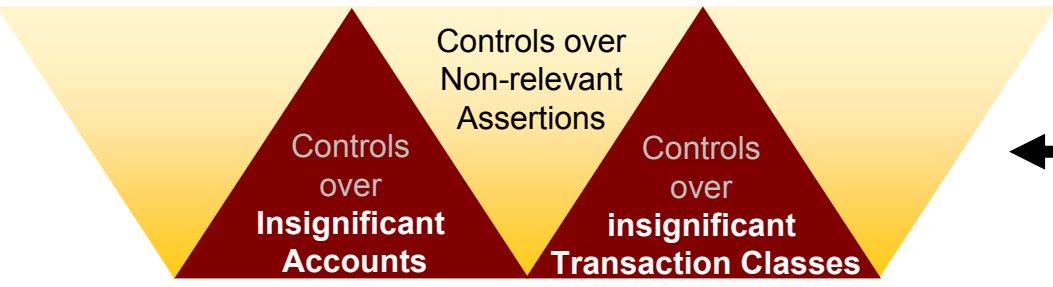 Controls over
Non-relevant
Assertions
Controls
over
Insignificant
Accounts
Controls
over
insignificant
Transaction Classes